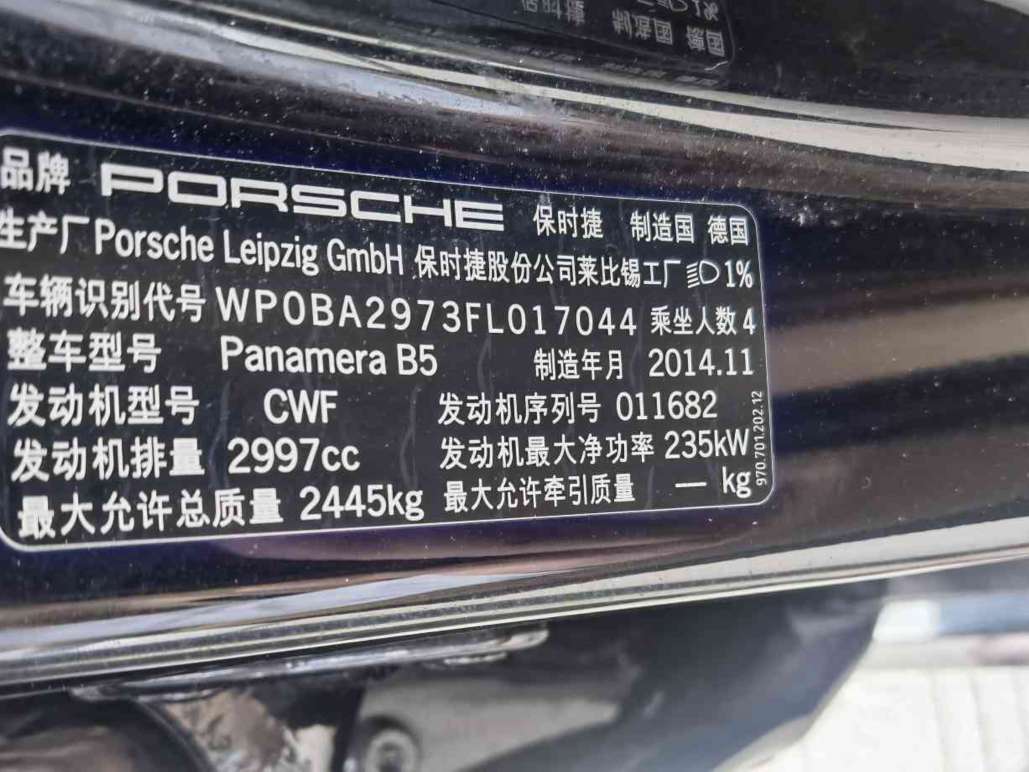 品牌 PORSCHE 保时捷 制造国 德国
生产厂 Porsche Leipzig GmbH 保时捷股份公司莱比锡工厂 1%
车辆识别代号 WP0BA2973FL017044 乘坐人数 4
整车型号 Panamera B5 制造年月 2014.11
发动机型号 CWF 发动机序列号 011682
发动机排量 2997cc 发动机最大净功率 235kW
最大允许总质量 2445kg 最大允许牵引质量 — kg
970.701.202.12